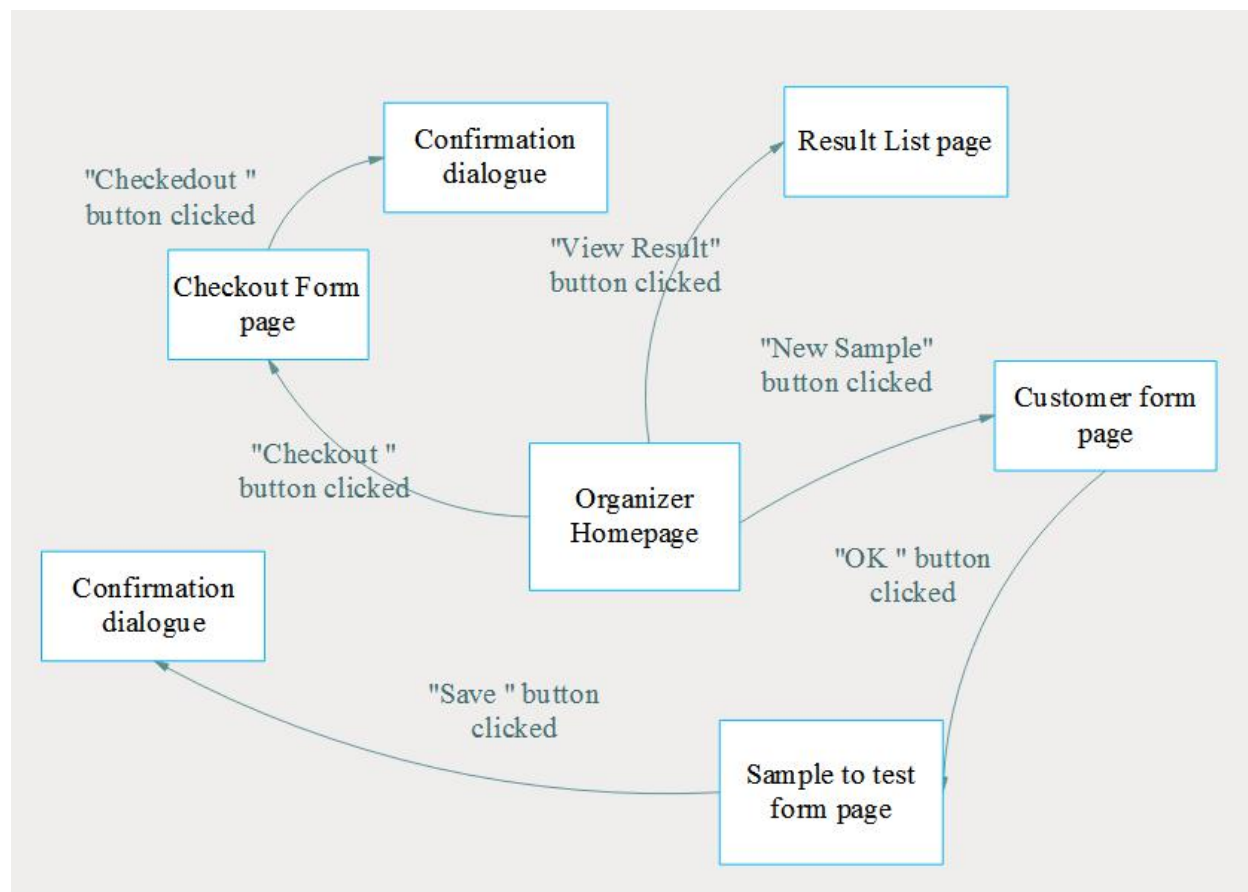 Confirmation
dialogue
Result List page
"Checkedout "
button clicked
"View Result"
button clicked
Checkout Form
page
"New Sample"
button clicked
Customer form
page
"Checkout "
button clicked
Organizer
Homepage
"OK " button
clicked
Confirmation
dialogue
"Save " button
clicked
Sample to test
form page